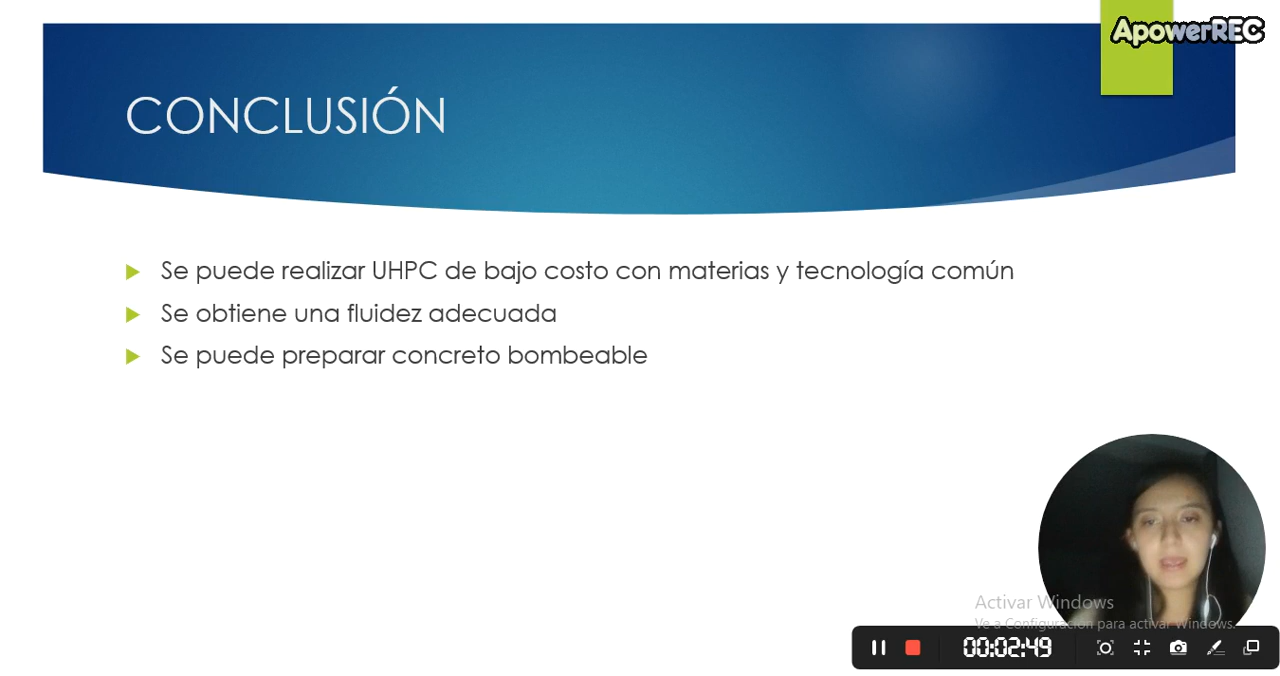 ApowerREC
CONCLUSIÓN
Se puede realizar UHPC de bajo costo con materias y tecnología común
Se obtiene una fluidez adecuada
Se puede preparar concreto bombeable
Activar Windows
Ve a Configuración para activar Windows.
00:02:49